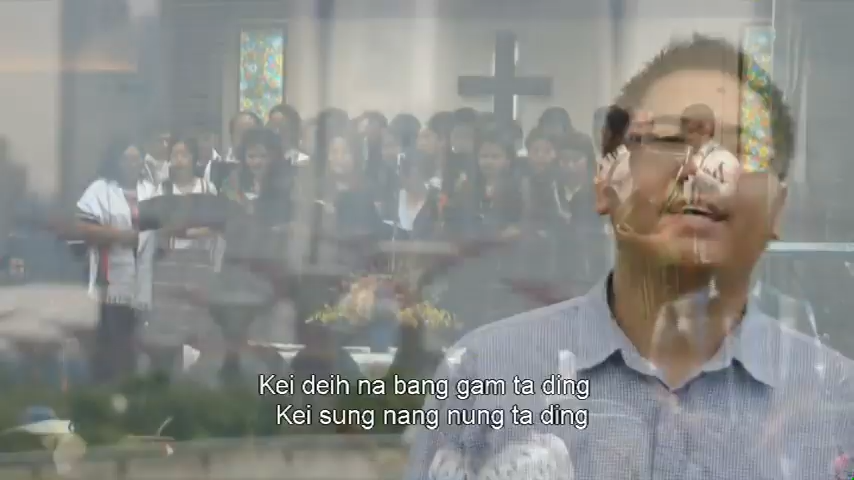 Kei deih na bang gam ta ding
Kei sung nang nung ta ding